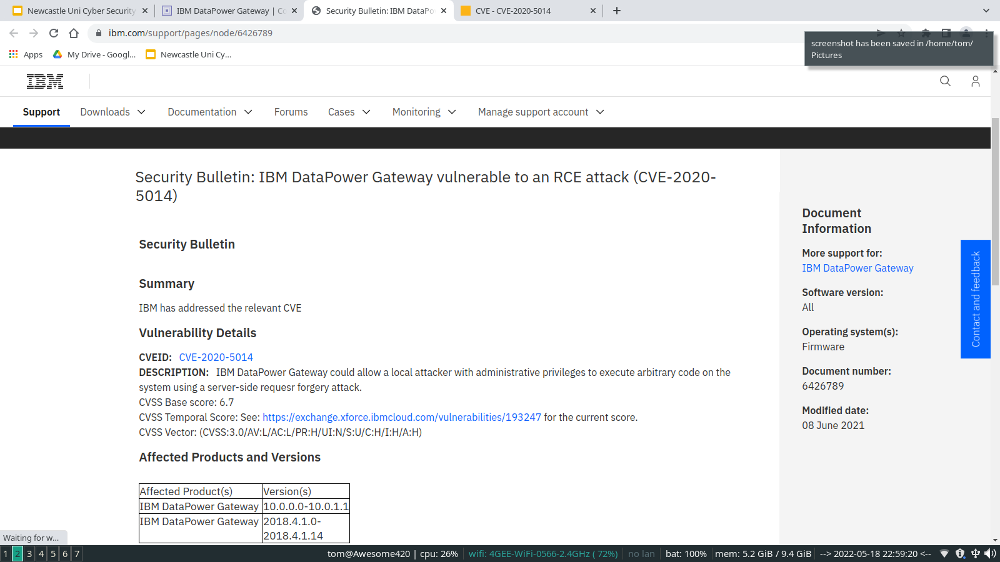 Newcastle Uni Cyber Security
IBM DataPower Gateway | Co
Security Bulletin: IBM DataPo
CVE - CVE-2020-5014
ibm.com/support/pages/node/6426789
screenshot has been saved in /home/tom/
Pictures
Apps
My Drive - Googl...
Newcastle Uni Cy...
IBM
Support
Downloads
Documentation
Forums
Cases
Monitoring
Manage support account
Security Bulletin: IBM DataPower Gateway vulnerable to an RCE attack (CVE-2020-
5014)
Security Bulletin
Summary
IBM has addressed the relevant CVE
Vulnerability Details
CVEID: CVE-2020-5014
DESCRIPTION: IBM DataPower Gateway could allow a local attacker with administrative privileges to execute arbitrary code on the
system using a server-side requesr forgery attack.
CVSS Base score: 6.7
CVSS Temporal Score: See: https://exchange.xforce.ibmcloud.com/vulnerabilities/193247 for the current score.
CVSS Vector: (CVSS:3.0/AV:L/AC:L/PR:H/UI:N/S:U/C:H/I:H/A:H)
Affected Products and Versions
Affected Product(s) Version(s)
IBM DataPower Gateway 10.0.0.0-10.0.1.1
IBM DataPower Gateway 2018.4.1.0-
2018.4.1.14
Document
Information
More support for:
IBM DataPower Gateway
Software version:
All
Operating system(s):
Firmware
Document number:
6426789
Modified date:
08 June 2021
Contact and feedback
Waiting for w...
1 2 3 4 5 6 7
tom@Awesome420 | cpu: 26% wifi: 4GEE-WiFi-0566-2.4GHz ( 72%) no lan bat: 100% mem: 5.2 GiB / 9.4 GiB --> 2022-05-18 22:59:20 <--